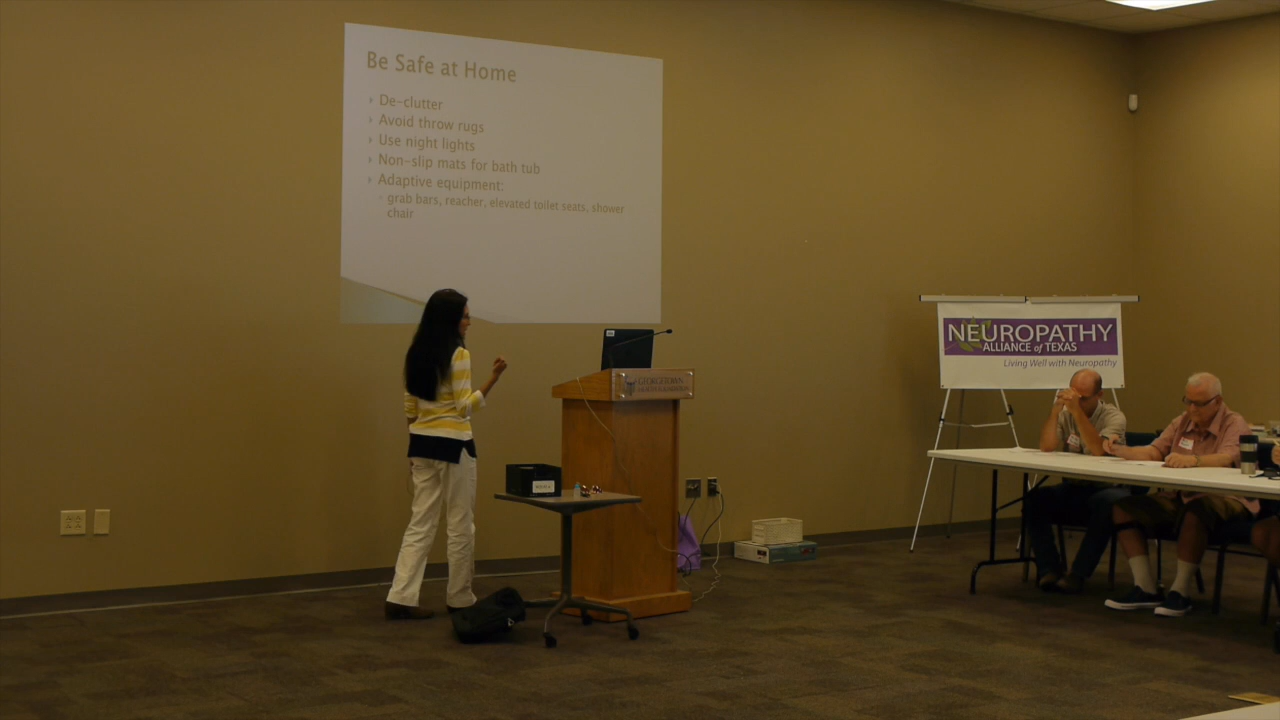 Be Safe at Home
De-clutter
Avoid throw rugs
Use night lights
Non-slip mats for bath tub
Adaptive equipment:
grab bars, reacher, elevated toilet seats, shower
chair
NEUROPATHY
ALLIANCE of TEXAS
Living Well with Neuropathy
GEORGETOWN